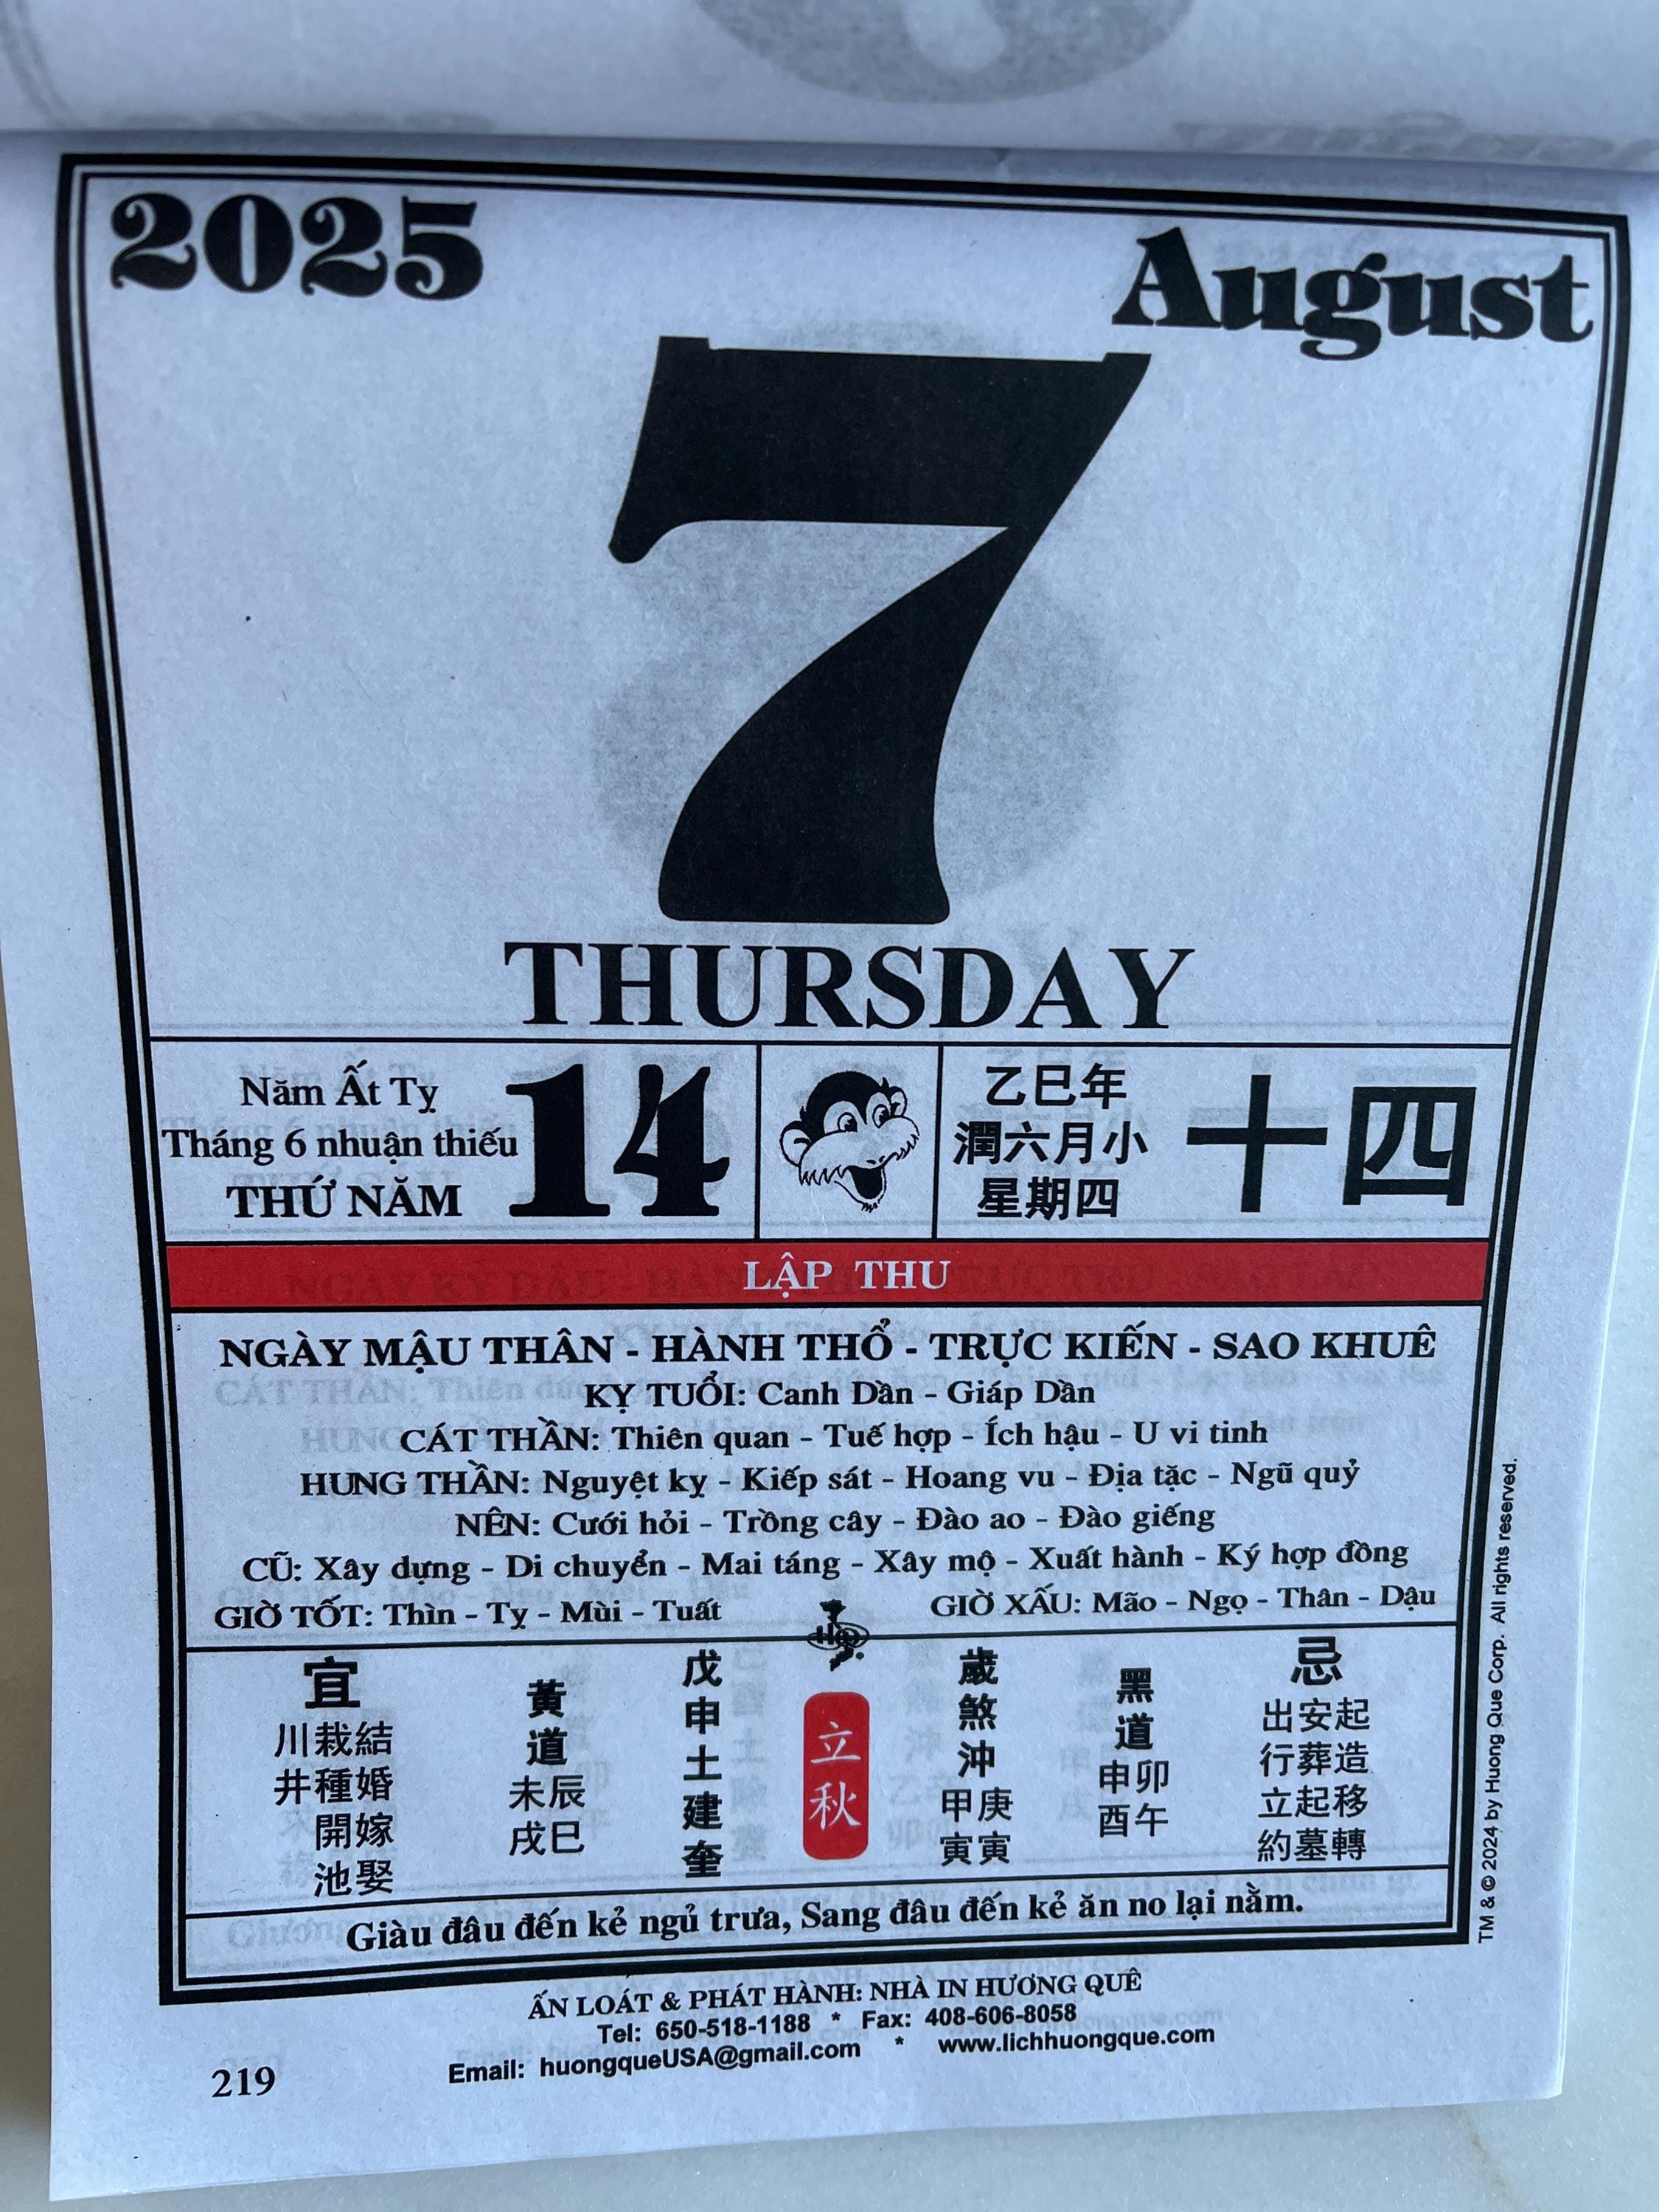 2025
August
7
THURSDAY
Năm Ất Tỵ
Tháng 6 nhuận thiếu
THỨ NĂM
14
乙巳年
潤六月小
星期四
十四
LẬP THU
NGÀY MẬU THÂN - HÀNH THỔ - TRỰC KIẾN - SAO KHUÊ
KỴ TUỔI: Canh Dần - Giáp Dần
CÁT THẦN: Thiên quan - Tuế hợp - Ích hậu - U vi tinh
HUNG THẦN: Nguyệt kỵ - Kiếp sát - Hoang vu - Địa tặc - Ngũ quỷ
NÊN: Cưới hỏi - Trồng cây - Đào ao - Đào giếng
CŨ: Xây dựng - Di chuyển - Mai táng - Xây mộ - Xuất hành - Ký hợp đồng
GIỜ TỐT: Thìn - Tỵ - Mùi - Tuất
GIỜ XẤU: Mão - Ngọ - Thân - Dậu
宜
川栽結
井種婚
開嫁
池娶
黃道
未辰
戌巳
戊申土建奎
立秋
歲煞沖
甲庚
寅寅
黑道
申卯
酉午
忌
出安起
行葬造
立起移
約墓轉
Giàu đâu đến kẻ ngủ trưa, Sang đâu đến kẻ ăn no lại nằm.
TM & © 2024 by Huong Que Corp. All rights reserved.
ẤN LOÁT & PHÁT HÀNH: NHÀ IN HƯƠNG QUÊ
Tel: 650-518-1188 * Fax: 408-606-8058
Email: huongqueUSA@gmail.com * www.lichhuongque.com
219